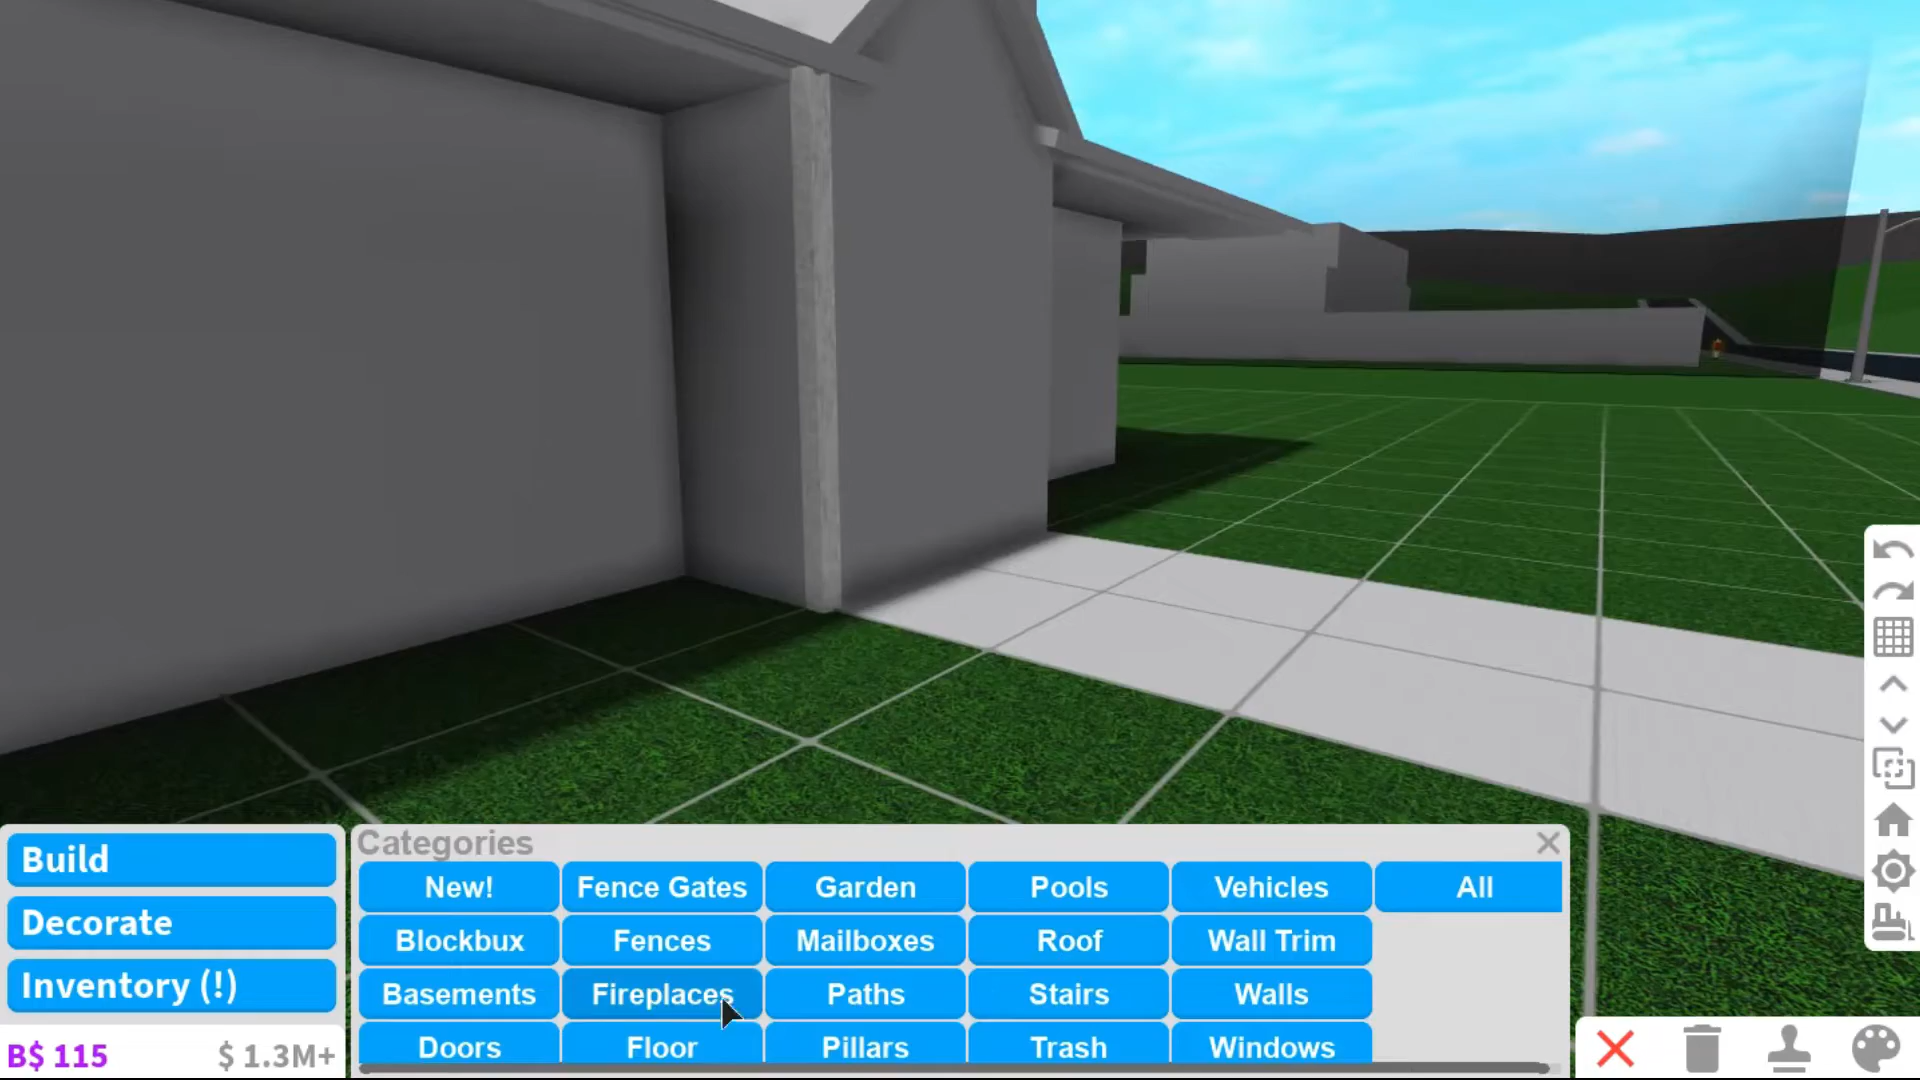 Categories
New! Fence Gates Garden Pools Vehicles All
Build
Blockbux Fences Mailboxes Roof Wall Trim
Decorate
Basements Fireplaces Paths Stairs Walls
Inventory (!)
Doors Floor Pillars Trash Windows
B$ 115 $ 1.3M+